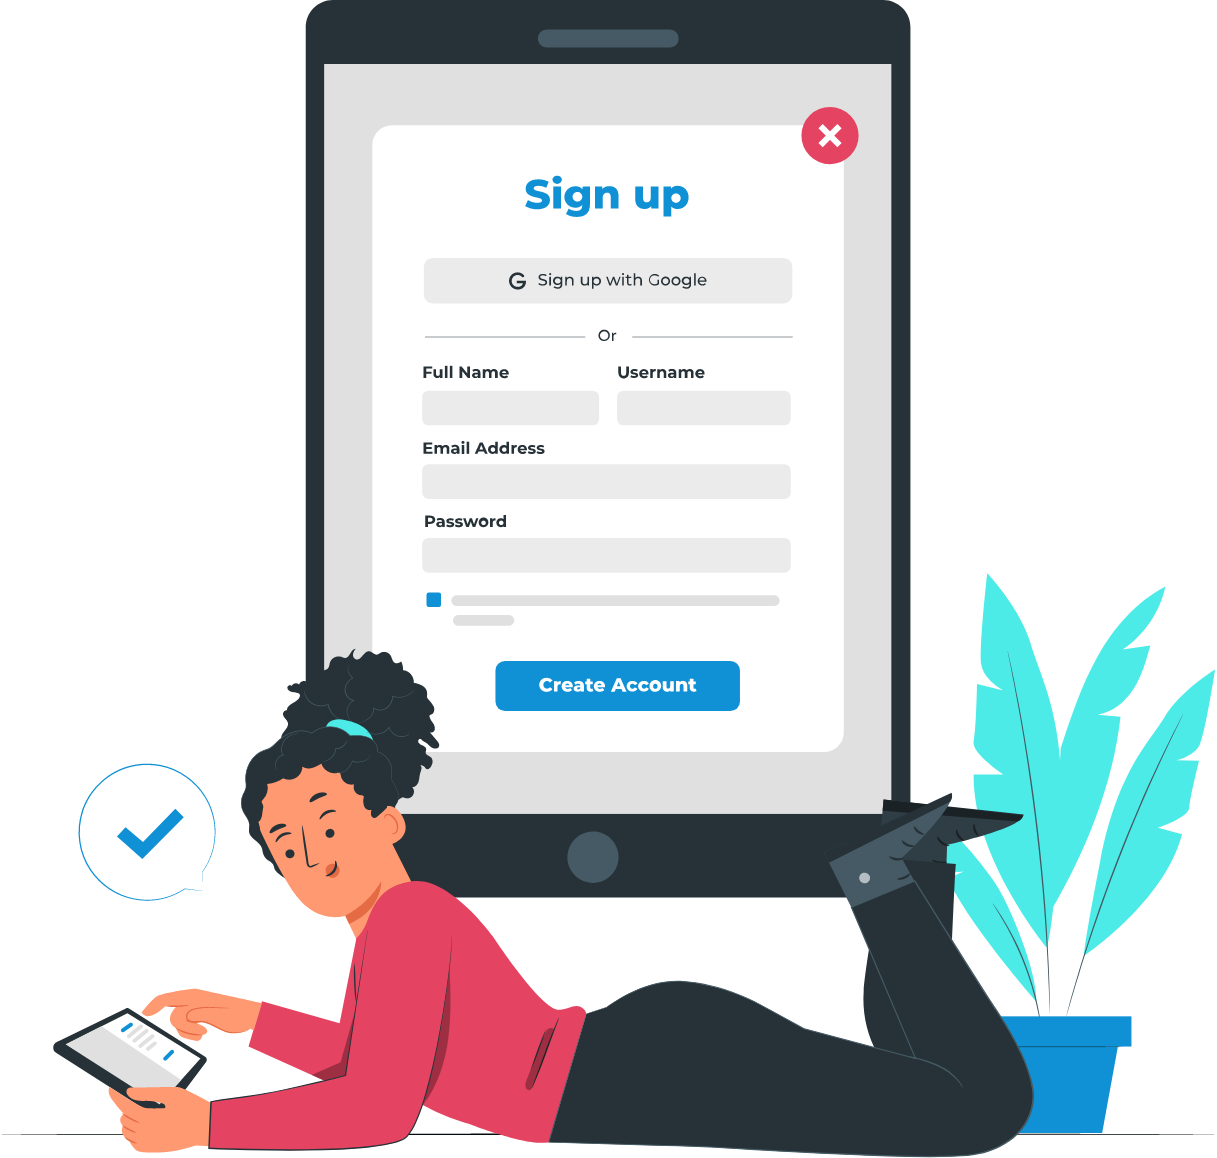 Sign up
G Sign up with Google
Or
Full Name Username
Email Address
Password
Create Account